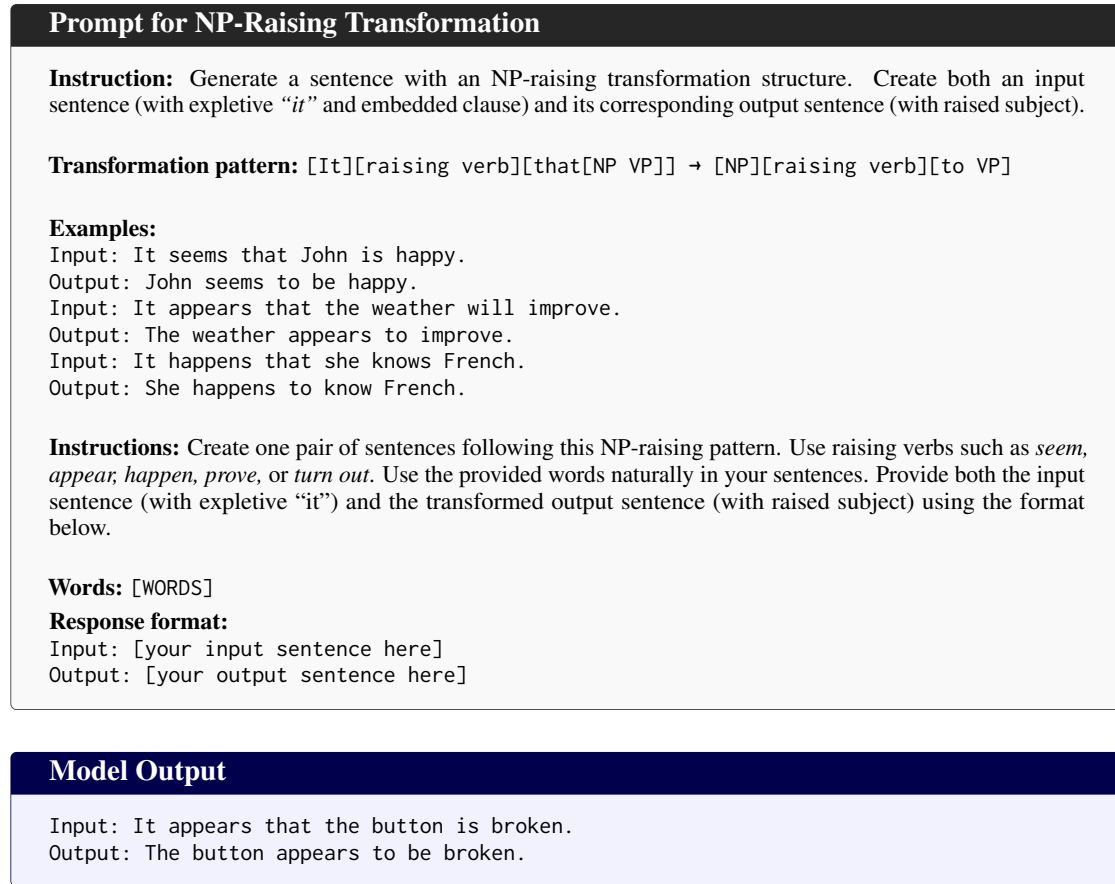 Prompt for NP-Raising Transformation
Instruction: Generate a sentence with an NP-raising transformation structure. Create both an input
sentence (with expletive “it” and embedded clause) and its corresponding output sentence (with raised subject).
Transformation pattern: [It][raising verb][that[NP VP]] → [NP][raising verb][to VP]
Examples:
Input: It seems that John is happy.
Output: John seems to be happy.
Input: It appears that the weather will improve.
Output: The weather appears to improve.
Input: It happens that she knows French.
Output: She happens to know French.
Instructions: Create one pair of sentences following this NP-raising pattern. Use raising verbs such as seem,
appear, happen, prove, or turn out. Use the provided words naturally in your sentences. Provide both the input
sentence (with expletive “it”) and the transformed output sentence (with raised subject) using the format
below.
Words: [WORDS]
Response format:
Input: [your input sentence here]
Output: [your output sentence here]
Model Output
Input: It appears that the button is broken.
Output: The button appears to be broken.